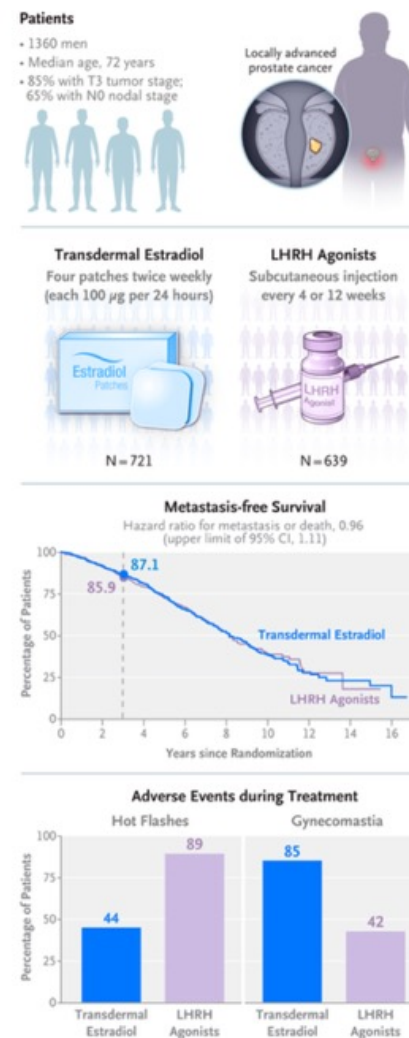 Patients
• 1360 men
• Median age, 72 years
• 85% with T3 tumor stage;
65% with N0 nodal stage
Locally advanced
prostate cancer
Transdermal Estradiol
Four patches twice weekly
(each 100 µg per 24 hours)
Estradiol
Patches
N=721
LHRH Agonists
Subcutaneous injection
every 4 or 12 weeks
LHRH
Agonist
N=639
Metastasis-free Survival
Hazard ratio for metastasis or death, 0.96
(upper limit of 95% CI, 1.11)
Percentage of Patients
100
75
50
25
0
87.1
85.9
Transdermal Estradiol
LHRH Agonists
0 2 4 6 8 10 12 14 16
Years since Randomization
Adverse Events during Treatment
Hot Flashes
Gynecomastia
Percentage of Patients
100
75
50
25
0
44
89
85
42
Transdermal
Estradiol
LHRH
Agonists
Transdermal
Estradiol
LHRH
Agonists